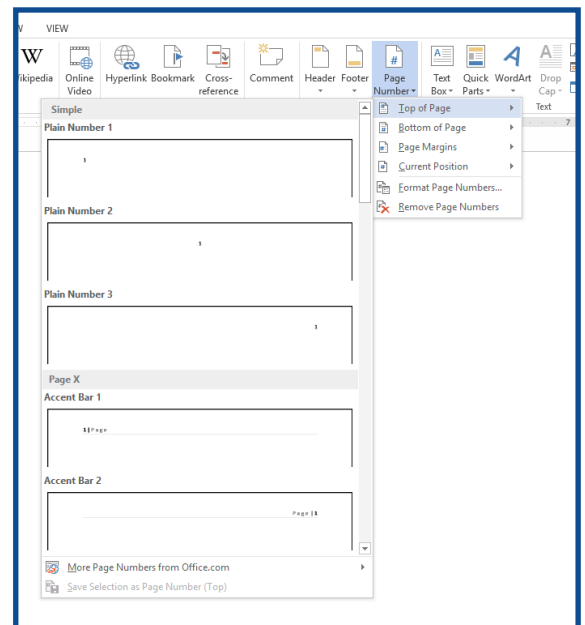 VIEW
W
Wikipedia
Online Video
Hyperlink
Bookmark
Cross-reference
Comment
Header
Footer
#
Page Number
A
Text Box
Quick Parts
A
WordArt
A
Drop Cap
Text
7
Simple
Plain Number 1
1
Plain Number 2
1
Plain Number 3
1
Page X
Accent Bar 1
1|Page
Accent Bar 2
Page|1
More Page Numbers from Office.com
Save Selection as Page Number (Top)
Top of Page
Bottom of Page
Page Margins
Current Position
Format Page Numbers...
Remove Page Numbers